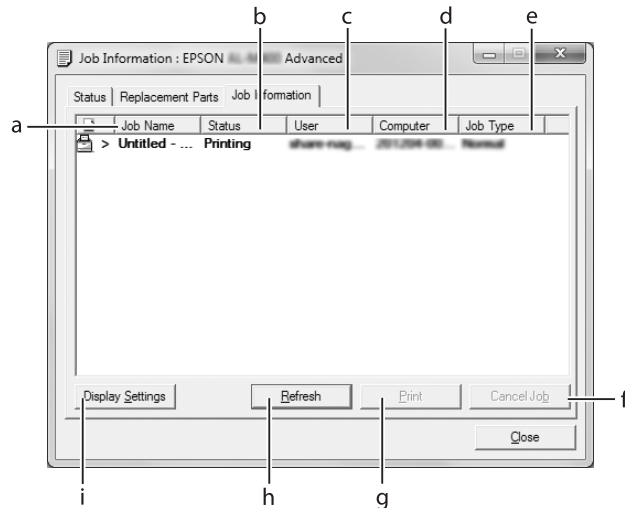 b c d e
Job Information : EPSON Advanced
Status Replacement Parts Job Information
a Job Name Status User Computer Job Type
> Untitled - ... Printing
Display Settings Refresh Print Cancel Job
f
Close
i h g